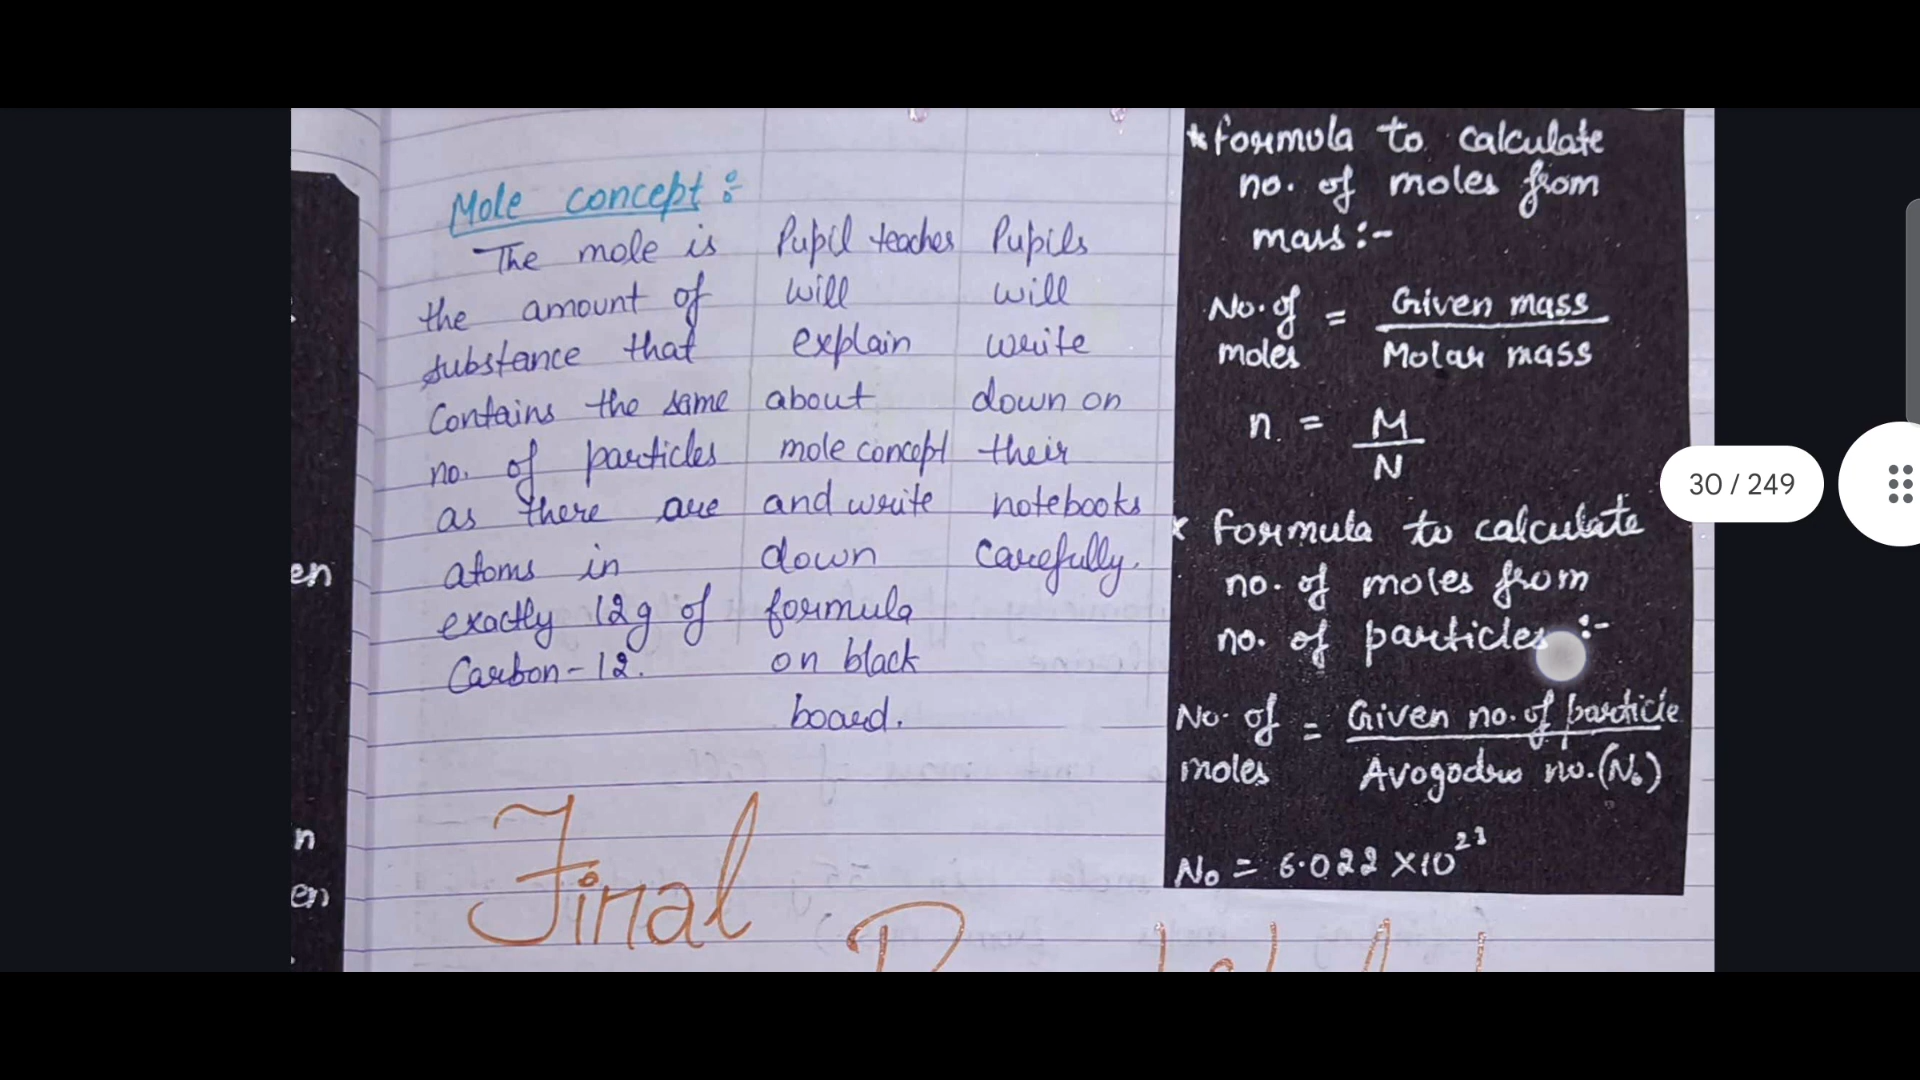 Mole concept :-
The mole is
the amount of
substance that
Contains the same
no. of particles
as there are
atoms in
exactly 12g of
Carbon-12.
Pupil teaches
will
explain
about
mole concept
and write
down
formula
on black
board.
Pupils
will
write
down on
their
notebooks
Carefully.
* formula to calculate
no. of moles from
mass :-
No. of moles = Given mass / Molar mass
n = M / N
* formula to calculate
no. of moles from
no. of particles :-
No. of moles = Given no. of particle / Avogodro no. (N₀)
N₀ = 6.022 × 10²³
Final
en
n
en
30 / 249